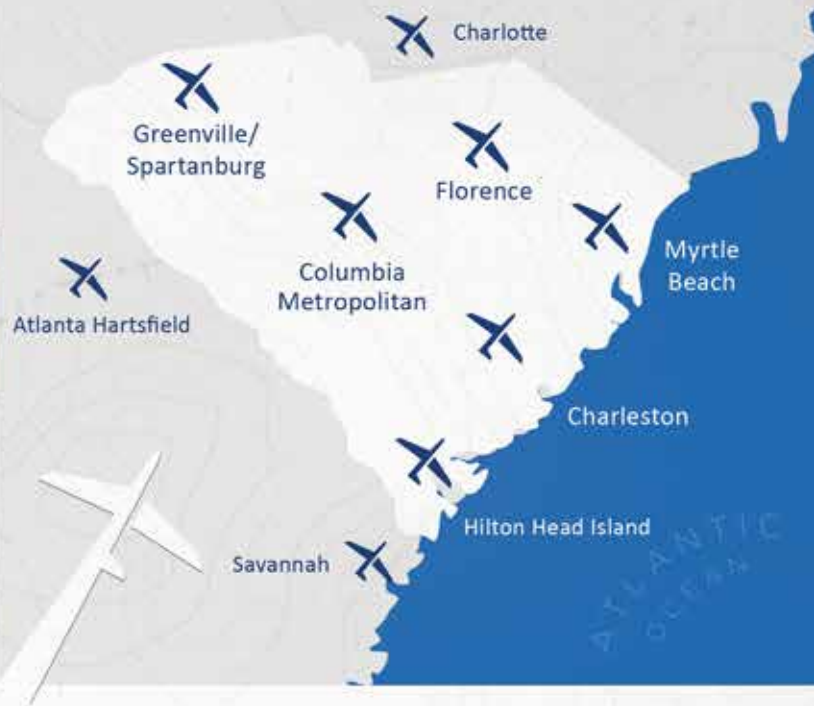 Charlotte
Greenville/
Spartanburg
Florence
Columbia
Metropolitan
Myrtle
Beach
Atlanta Hartsfield
Charleston
Hilton Head Island
Savannah
ATLANTIC
OCEAN